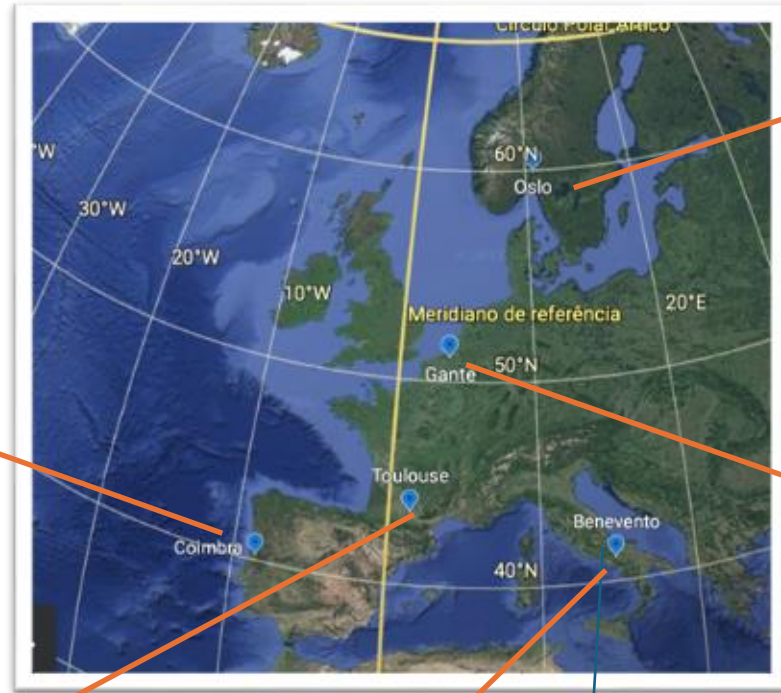 Círculo Polar Ártico
°W
60°N
Oslo
30°W
20°W
10°W
20°E
Meridiano de referência
50°N
Gante
Toulouse
Benevento
Coimbra
40°N